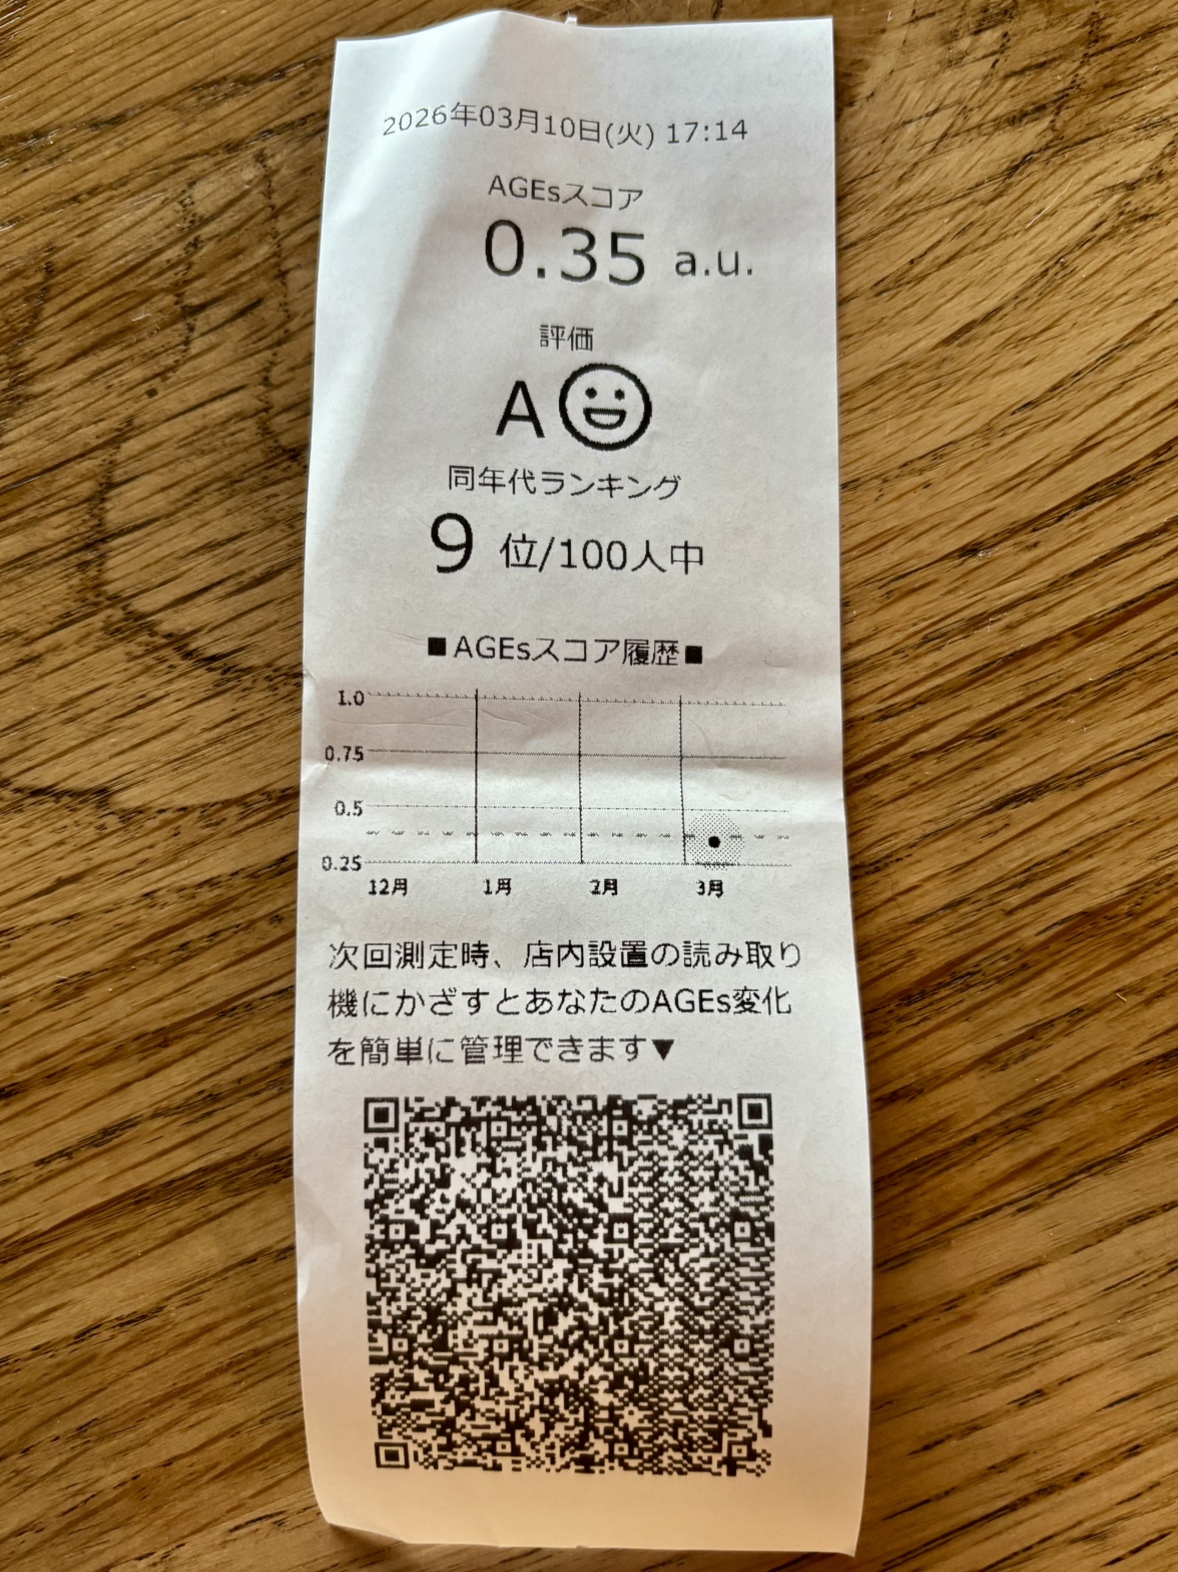 2026年03月10日(火) 17:14
AGEsスコア
0.35 a.u.
評価
A
同年代ランキング
9 位/100人中
■AGEsスコア履歴■
1.0
0.75
0.5
0.25
12月 1月 2月 3月
次回測定時、店内設置の読み取り
機にかざすとあなたのAGEs変化
を簡単に管理できます▼